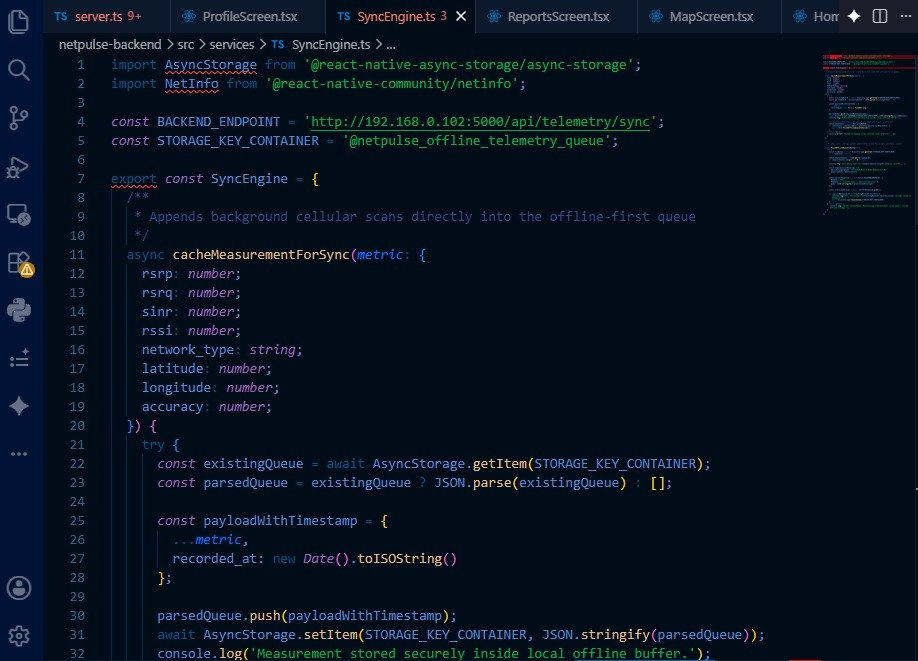 TS server.ts 9+ ProfileScreen.tsx TS SyncEngine.ts 3 ReportsScreen.tsx MapScreen.tsx Hom
netpulse-backend > src > services > TS SyncEngine.ts > ...
1 import AsyncStorage from '@react-native-async-storage/async-storage';
2 import NetInfo from '@react-native-community/netinfo';
3
4 const BACKEND_ENDPOINT = 'http://192.168.0.102:5000/api/telemetry/sync';
5 const STORAGE_KEY_CONTAINER = '@netpulse_offline_telemetry_queue';
6
7 export const SyncEngine = {
8 /**
9 * Appends background cellular scans directly into the offline-first queue
10 */
11 async cacheMeasurementForSync(metric: {
12 rsrp: number;
13 rsrq: number;
14 sinr: number;
15 rssi: number;
16 network_type: string;
17 latitude: number;
18 longitude: number;
19 accuracy: number;
20 }) {
21 try {
22 const existingQueue = await AsyncStorage.getItem(STORAGE_KEY_CONTAINER);
23 const parsedQueue = existingQueue ? JSON.parse(existingQueue) : [];
24
25 const payloadWithTimestamp = {
26 ...metric,
27 recorded_at: new Date().toISOString()
28 };
29
30 parsedQueue.push(payloadWithTimestamp);
31 await AsyncStorage.setItem(STORAGE_KEY_CONTAINER, JSON.stringify(parsedQueue));
32 console.log('Measurement stored securely inside local offline buffer.');